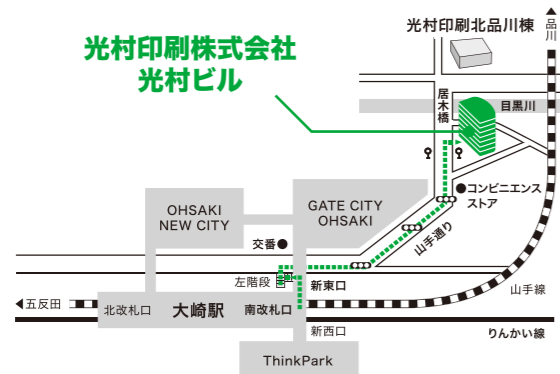 品川
光村印刷北品川棟
光村印刷株式会社
光村ビル
居木橋
目黒川
コンビニエンス
ストア
OHSAKI
NEW CITY
GATE CITY
OHSAKI
交番
山手通り
左階段
新東口
山手線
五反田
北改札口
大崎駅
南改札口
新西口
りんかい線
ThinkPark